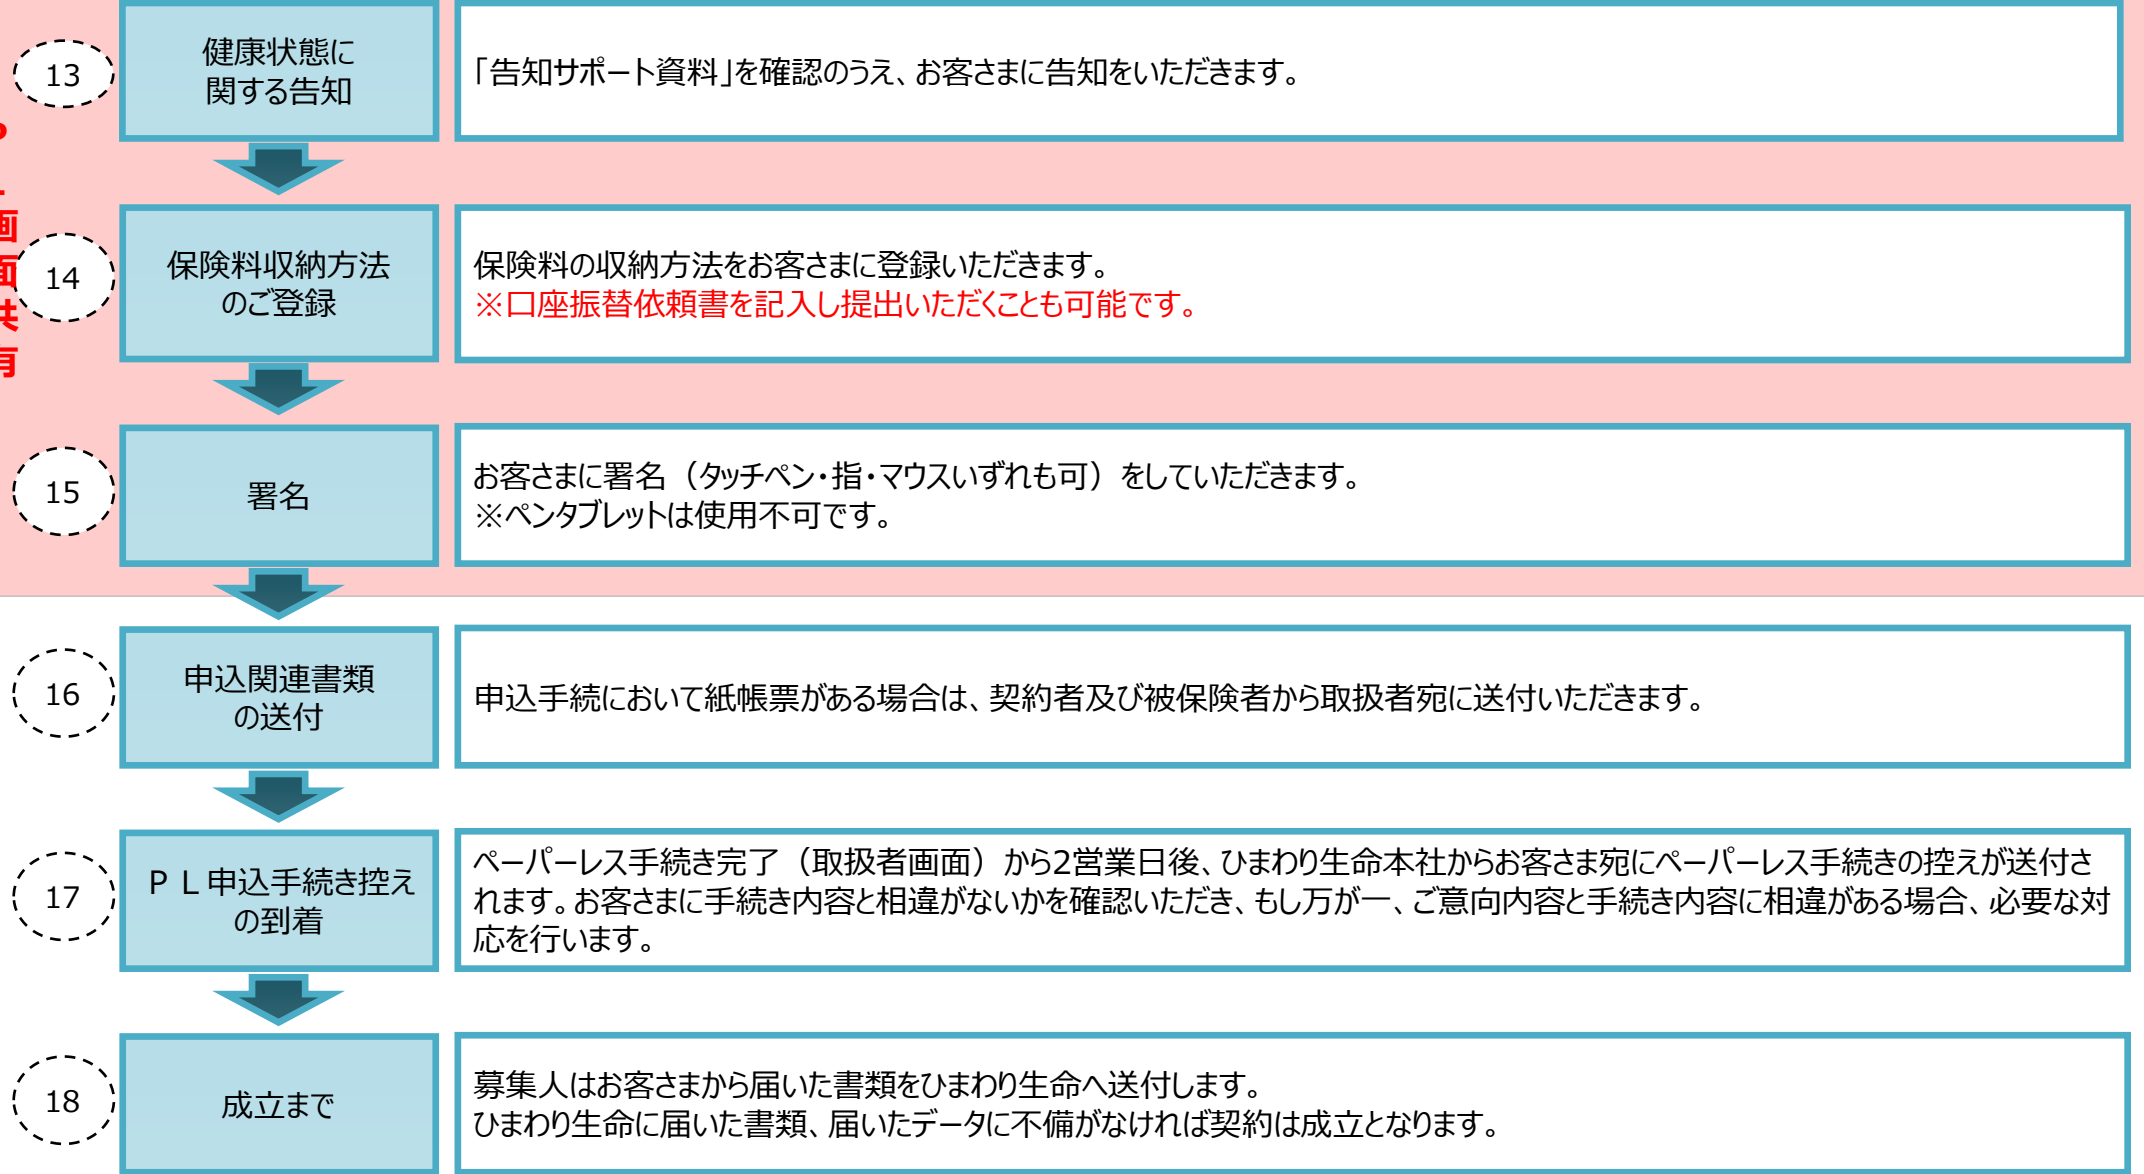 13
健康状態に
関する告知
「告知サポート資料」を確認のうえ、お客さまに告知をいただきます。
画
面
共
有
14
保険料収納方法
のご登録
保険料の収納方法をお客さまに登録いただきます。
※口座振替依頼書を記入し提出いただくことも可能です。
15
署名
お客さまに署名（タッチペン・指・マウスいずれも可）をしていただきます。
※ペンタブレットは使用不可です。
16
申込関連書類
の送付
申込手続において紙帳票がある場合は、契約者及び被保険者から取扱者宛に送付いただきます。
17
ＰＬ申込手続き控え
の到着
ペーパーレス手続き完了（取扱者画面）から2営業日後、ひまわり生命本社からお客さま宛にペーパーレス手続きの控えが送付さ
れます。お客さまに手続き内容と相違がないかを確認いただき、もし万が一、ご意向内容と手続き内容に相違がある場合、必要な対
応を行います。
18
成立まで
募集人はお客さまから届いた書類をひまわり生命へ送付します。
ひまわり生命に届いた書類、届いたデータに不備がなければ契約は成立となります。